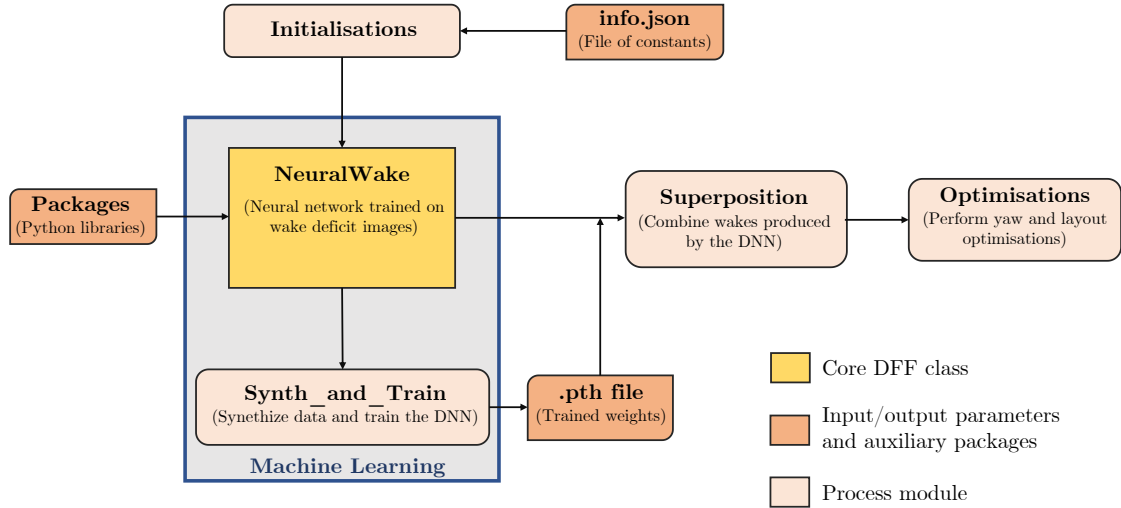 Initialisations
info.json
(File of constants)
NeuralWake
(Neural network trained on
wake deficit images)
Packages
(Python libraries)
Superposition
(Combine wakes produced
by the DNN)
Optimisations
(Perform yaw and layout
optimisations)
Synth_and_Train
(Synethize data and train the DNN)
.pth file
(Trained weights)
Machine Learning
Core DFF class
Input/output parameters
and auxiliary packages
Process module